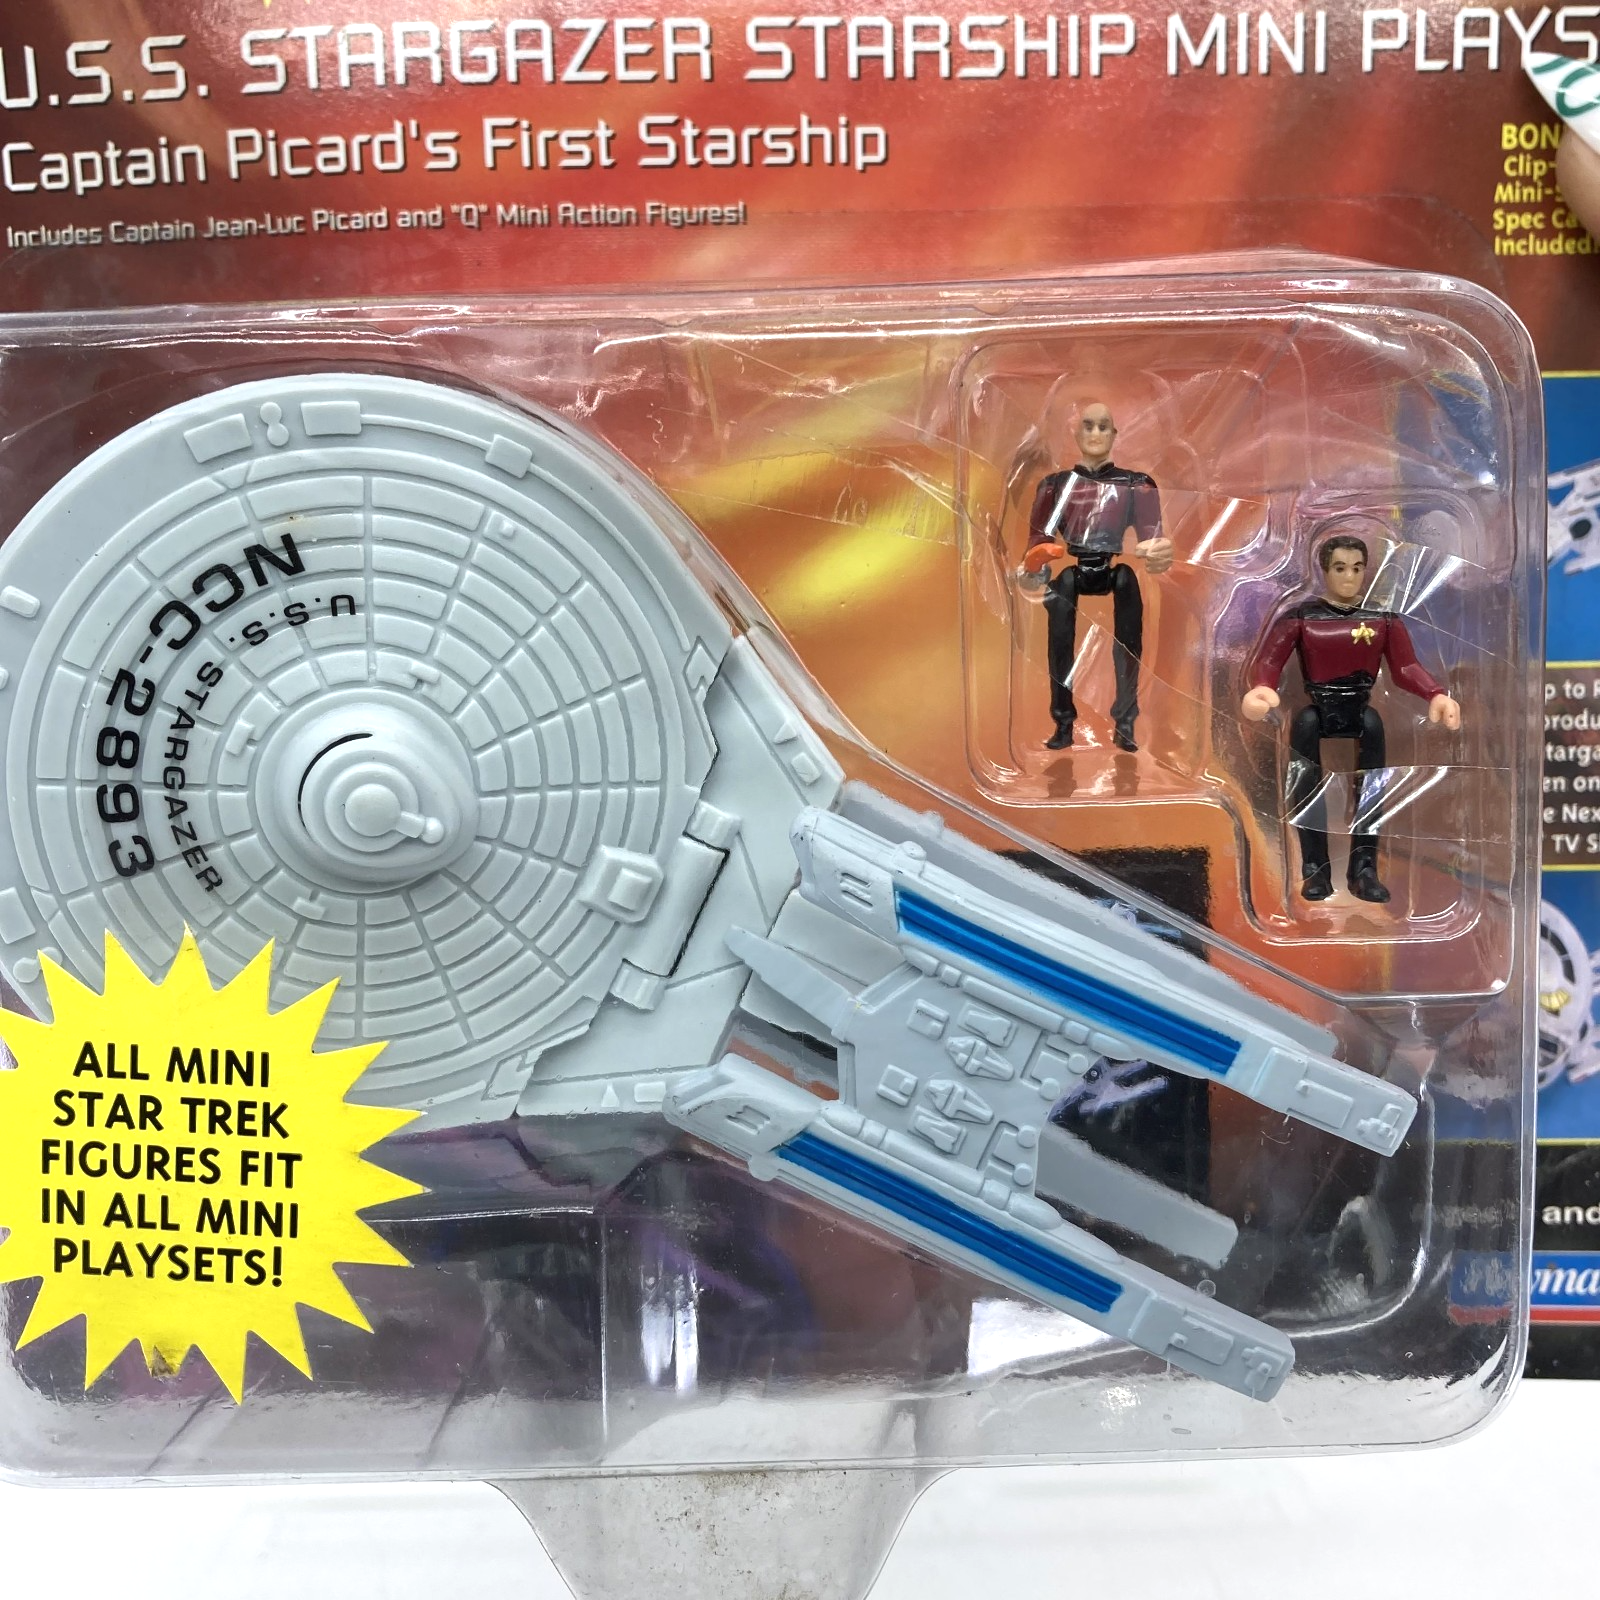 U.S.S. STARGAZER STARSHIP MINI PLAYS
Captain Picard's First Starship
Includes Captain Jean-Luc Picard and "Q" Mini Action Figures!
BON
Clip-
Mini-S
Spec Ca
Included!
NCC-2893
U.S.S. STARGAZER
ALL MINI
STAR TREK
FIGURES FIT
IN ALL MINI
PLAYSETS!
p to P
produ
targa
en on
e Nex
TV S
and